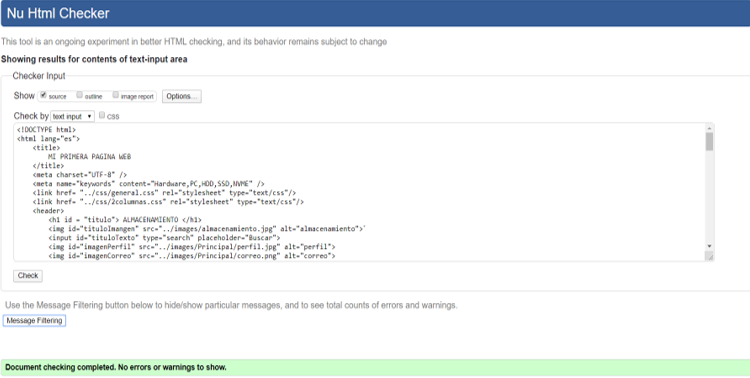 Nu Html Checker
This tool is an ongoing experiment in better HTML checking, and its behavior remains subject to change
Showing results for contents of text-input area
Checker Input
Show source outline image report Options...
Check by text input css
<!DOCTYPE html>
<html lang="es">
<title>
MI PRIMERA PAGINA WEB
</title>
<meta charset="UTF-8" />
<meta name="keywords" content="Hardware,PC,HDD,SSD,NVME" />
<link href= "../css/general.css" rel="stylesheet" type="text/css"/>
<link href= "../css/2columnas.css" rel="stylesheet" type="text/css"/>
<header>
<h1 id = "titulo"> ALMACENAMIENTO </h1>
<img id="tituloImangen" src="../images/almacenamiento.jpg" alt="almacenamiento">`
<input id="tituloTexto" type="search" placeholder="Buscar">
<img id="imagenPerfil" src="../images/Principal/perfil.jpg" alt="perfil">
<img id="imagenCorreo" src="../images/Principal/correo.png" alt="correo">
Check
Use the Message Filtering button below to hide/show particular messages, and to see total counts of errors and warnings.
Message Filtering
Document checking completed. No errors or warnings to show.